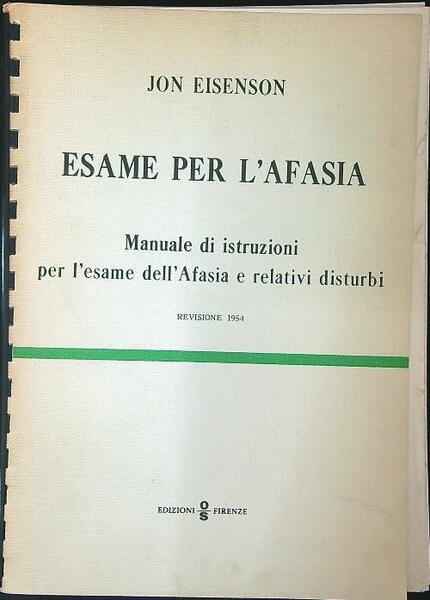 JON EISENSON
ESAME PER L'AFASIA
Manuale di istruzioni
per l'esame dell'Afasia e relativi disturbi
REVISIONE 1954
EDIZIONI OS FIRENZE